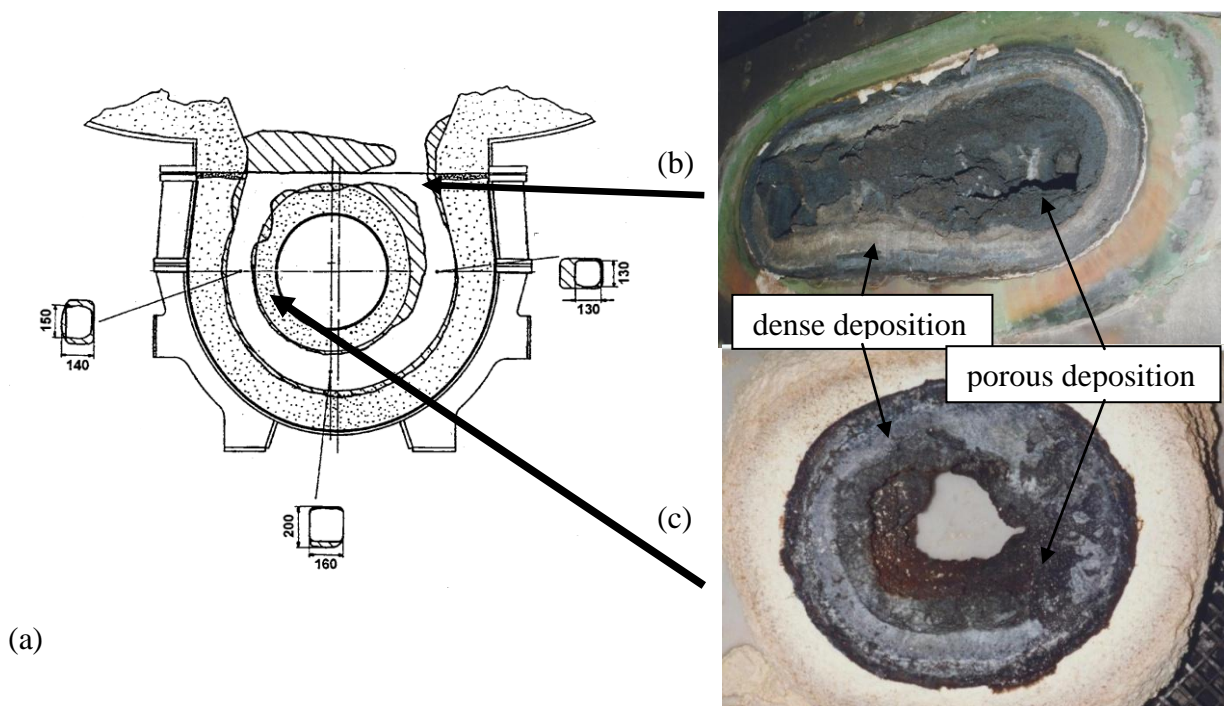 (b)
150
140
130
130
dense deposition
porous deposition
200
160
(c)
(a)